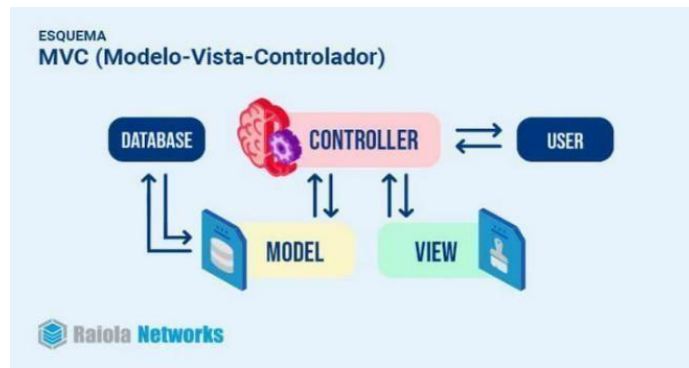 ESQUEMA
MVC (Modelo-Vista-Controlador)
DATABASE
CONTROLLER
USER
MODEL
VIEW
Raiola Networks